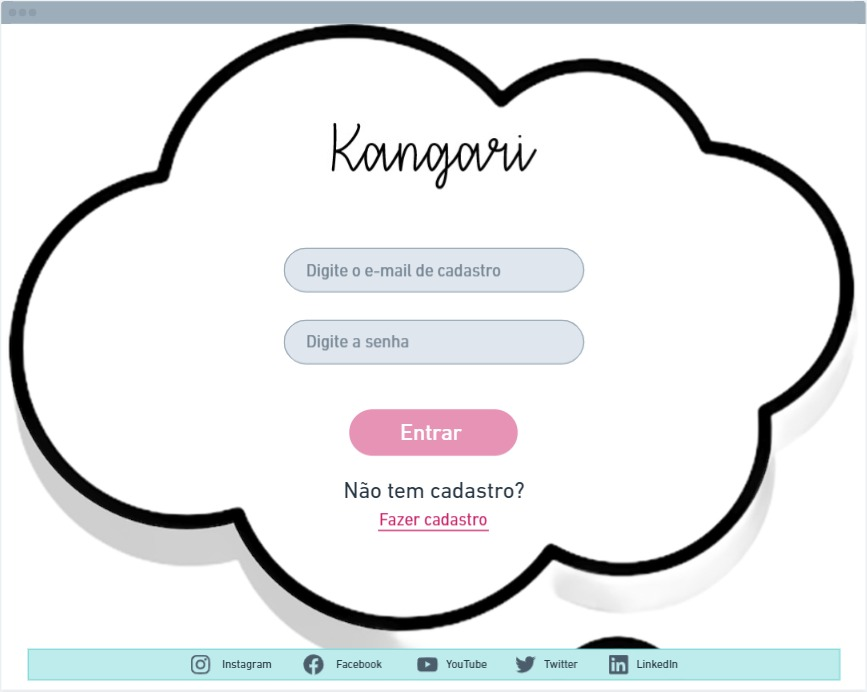 Kangari
Digite o e-mail de cadastro
Digite a senha
Entrar
Não tem cadastro?
Fazer cadastro
Instagram Facebook YouTube Twitter LinkedIn